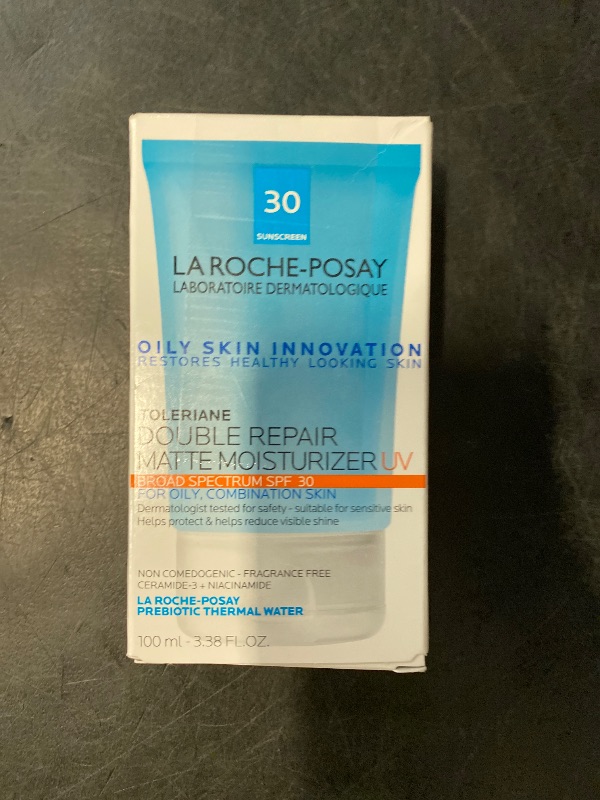 30
SUNSCREEN
LA ROCHE-POSAY
LABORATOIRE DERMATOLOGIQUE
OILY SKIN INNOVATION
RESTORES HEALTHY LOOKING SKIN
TOLERIANE
DOUBLE REPAIR
MATTE MOISTURIZER UV
BROAD SPECTRUM SPF 30
FOR OILY, COMBINATION SKIN
Dermatologist tested for safety - suitable for sensitive skin
Helps protect & helps reduce visible shine
NON COMEDOGENIC - FRAGRANCE FREE
CERAMIDE-3 + NIACINAMIDE
LA ROCHE-POSAY
PREBIOTIC THERMAL WATER
100 ml - 3.38 FL.OZ.